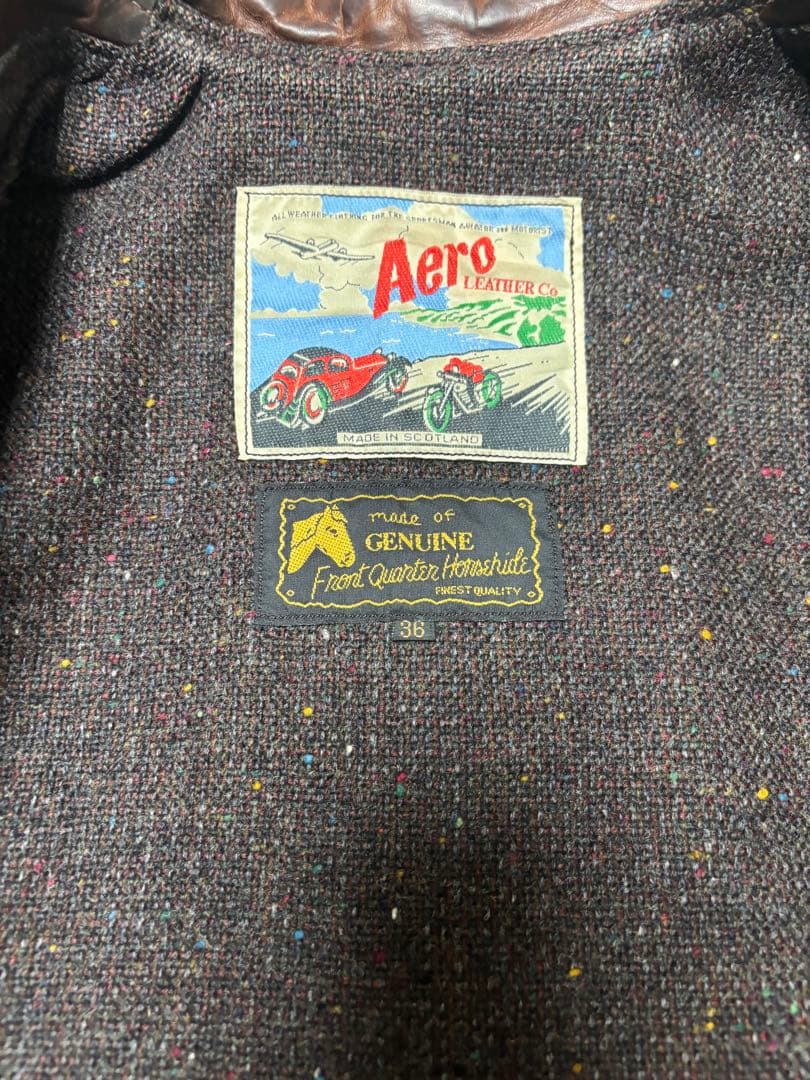 ALL WEATHER CLOTHING FOR THE SPORTSMAN AVIATOR and MOTORIST
Aero
LEATHER Co
MADE IN SCOTLAND
made of
GENUINE
Front Quarter Horsehide
FINEST QUALITY
36